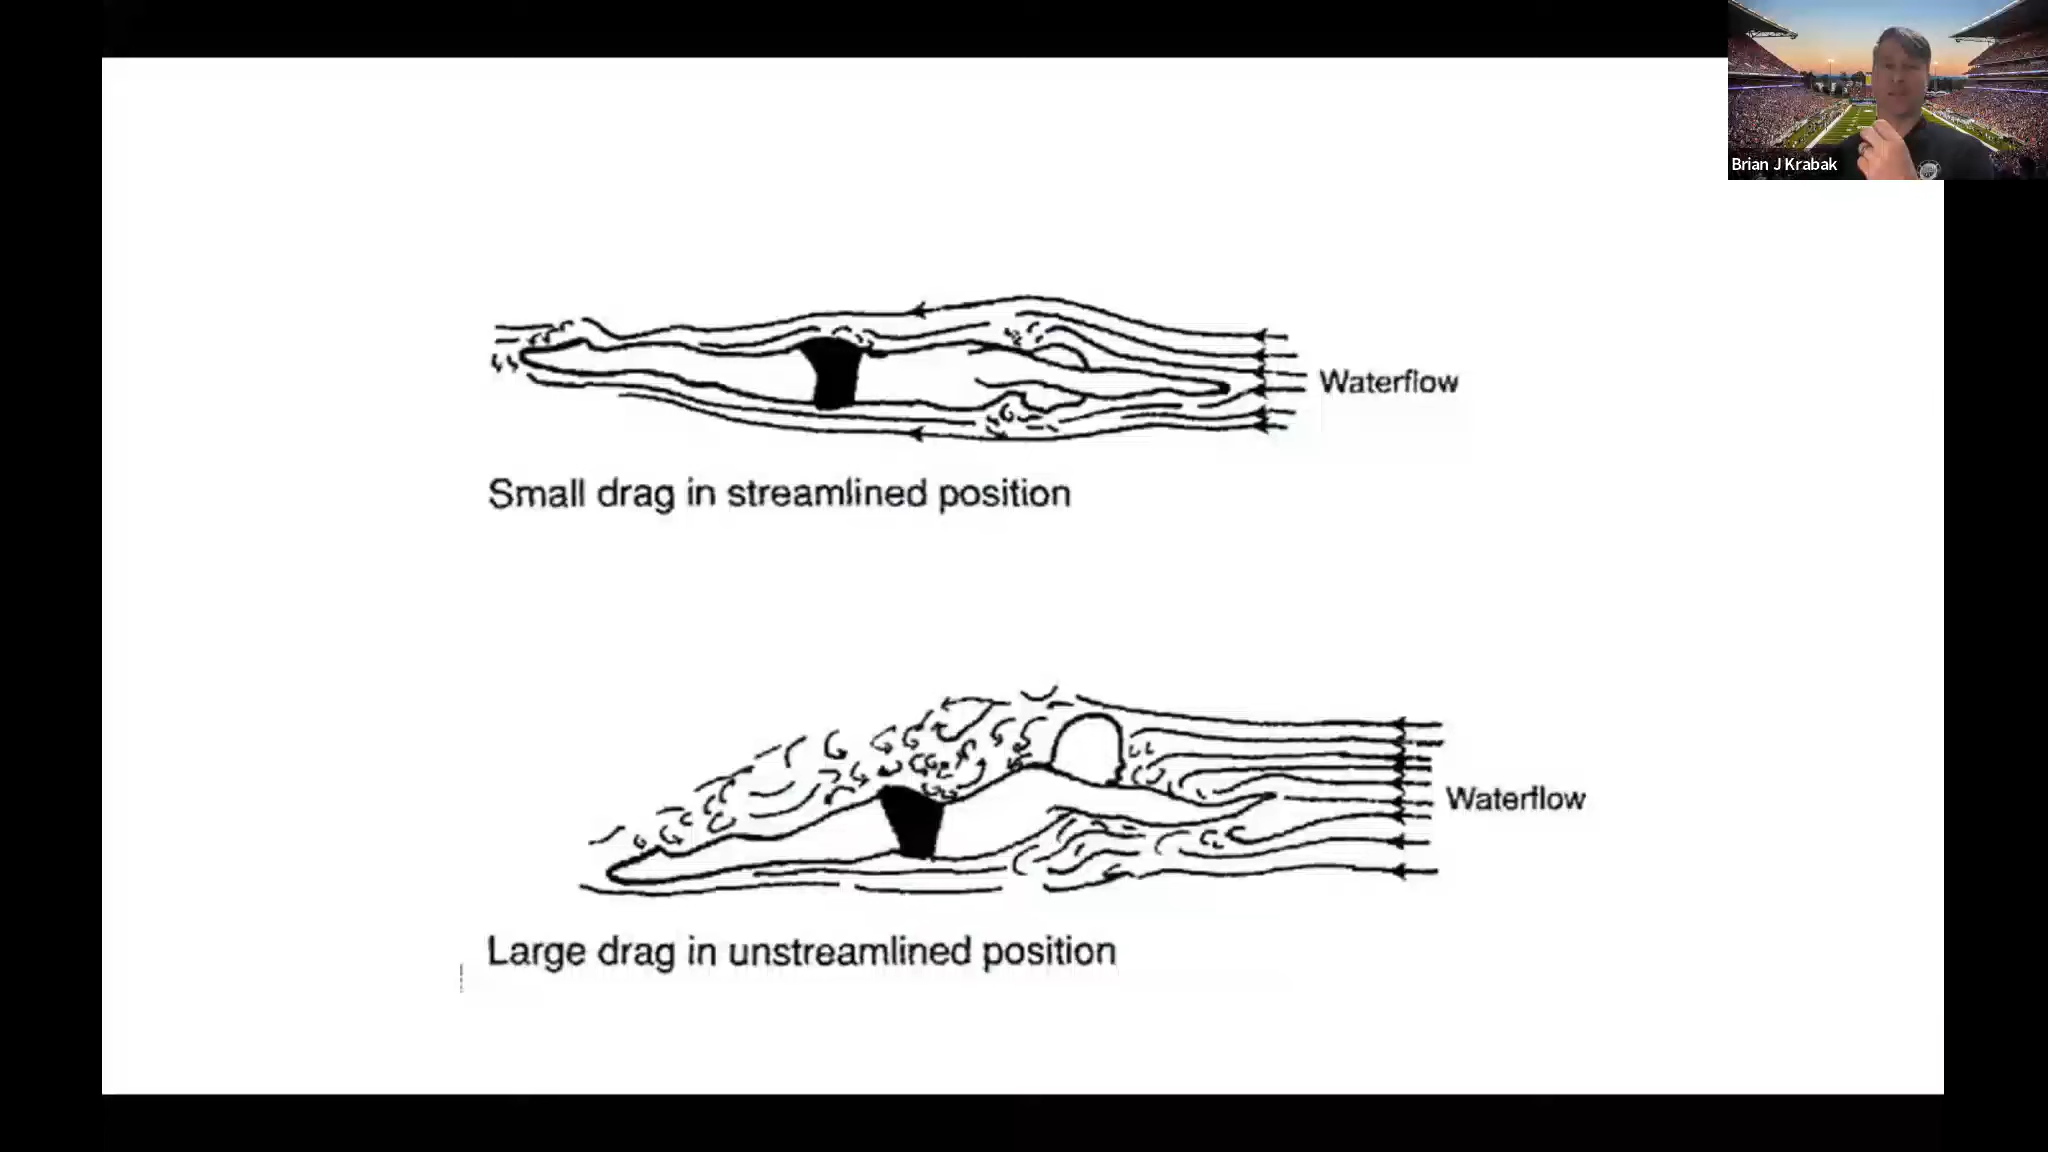 Brian J Krabak
Waterflow
Small drag in streamlined position
Waterflow
Large drag in unstreamlined position